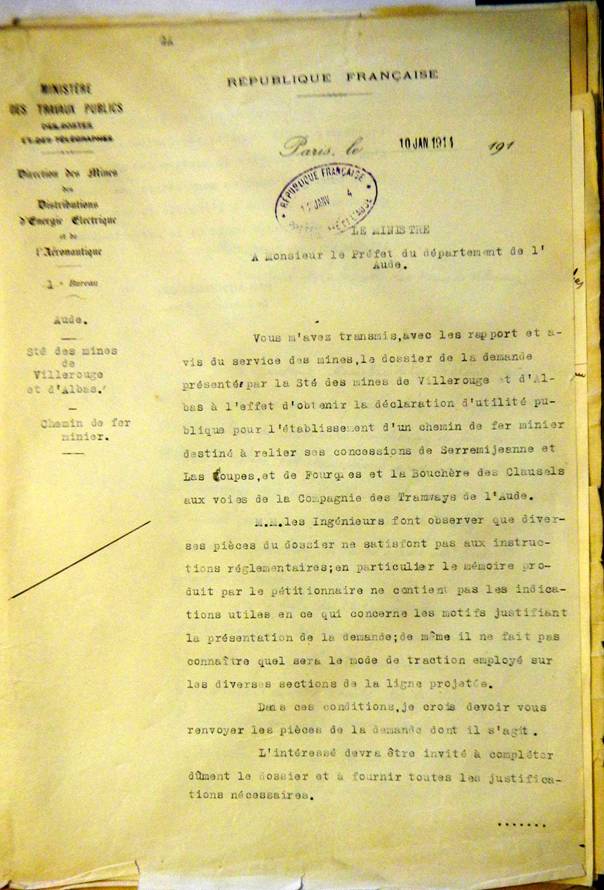 RÉPUBLIQUE FRANÇAISE
MINISTÈRE
DES TRAVAUX PUBLICS
DES POSTES
ET DES TÉLÉGRAPHES
Direction des Mines
des
Distributions
d'Énergie Électrique
et de
l'Aéronautique
1 Bureau
Aude.
Sté des mines
de
Villerouge
et d'Albas.
Chemin de fer
minier.
Paris, le 10 JAN 1911 191
RÉPUBLIQUE FRANÇAISE
JANV
LE MINISTRE
A Monsieur le Préfet du département de l'
Aude.
Vous m'avez transmis,avec les rapport et a-
vis du service des mines,le dossier de la demande
présentée par la Sté des mines de Villerouge et d'Al-
bas à l'effet d'obtenir la déclaration d'utilité pu-
blique pour l'établissement d'un chemin de fer minier
destiné à relier ses concessions de Serremijeanne et
Las Coupes,et de Fourques et la Bouchère des Clausels
aux voies de la Compagnie des Tramways de l'Aude.
M.M.les Ingénieurs font observer que diver-
ses pièces du dossier ne satisfont pas aux instruc-
tions réglementaires;en particulier le mémoire pro-
duit par le pétitionnaire ne contient pas les indica-
tions utiles en ce qui concerne les motifs justifiant
la présentation de la demande;de même il ne fait pas
connaître quel sera le mode de traction employé sur
les diverses sections de la ligne projetée.
Dans ces conditions,je crois devoir vous
renvoyer les pièces de la demande dont il s'agit.
L'intéressé devra être invité à compléter
dûment le dossier et à fournir toutes les justifica-
tions nécessaires.
.......